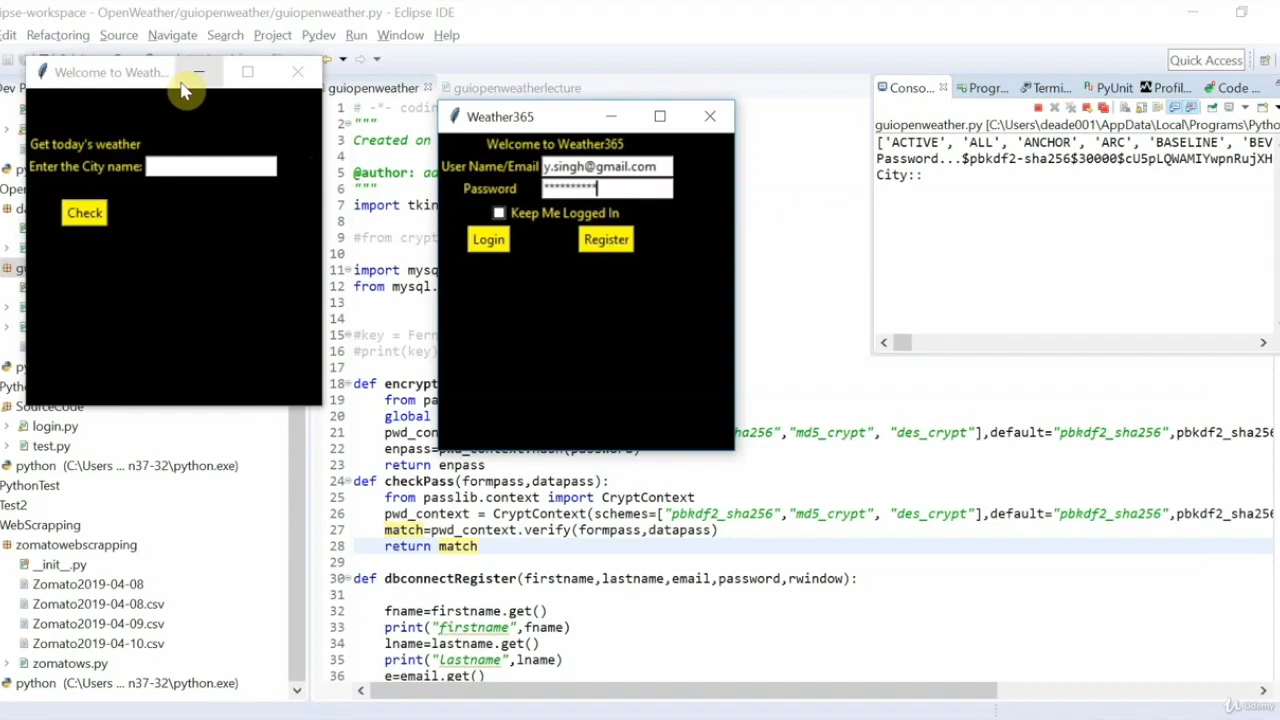 ipse-workspace - OpenWeather/guiopenweather/guiopenweather.py - Eclipse IDE
Edit Refactoring Source Navigate Search Project Pydev Run Window Help
Quick Access
Welcome to Weath...
Get today's weather
Enter the City name:
Check
Weather365
Welcome to Weather365
User Name/Email y.singh@gmail.com
Password **********
Keep Me Logged In
Login Register
guiopenweather guiopenweatherlecture
1 # -*- codin
2 """
3 Created on
4
5 @author: ad
6 """
7 import tkin
8
9 #from crypt
10
11 import mysq
12 from mysql.
13
14
15 #key = Fern
16 #print(key)
17
18 def encrypt
19 from pa
20 global
21 pwd_co ha256","md5_crypt", "des_crypt"],default="pbkdf2_sha256",pbkdf2_sha25
22 enpass=pwd_context.hash(password)
23 return enpass
24 def checkPass(formpass,datapass):
25 from passlib.context import CryptContext
26 pwd_context = CryptContext(schemes=["pbkdf2_sha256","md5_crypt", "des_crypt"],default="pbkdf2_sha256",pbkdf2_sha25
27 match=pwd_context.verify(formpass,datapass)
28 return match
29
30 def dbconnectRegister(firstname,lastname,email,password,rwindow):
31
32 fname=firstname.get()
33 print("firstname",fname)
34 lname=lastname.get()
35 print("lastname",lname)
36 e=email.get()
Conso... Progr... Termi... PyUnit Profil... Code ...
guiopenweather.py [C:\Users\deade001\AppData\Local\Programs\Pytho
['ACTIVE', 'ALL', 'ANCHOR', 'ARC', 'BASELINE', 'BEV
Password...$pbkdf2-sha256$30000$cU5pLQWAMIYwpnRujXH
City::
SourceCode
login.py
test.py
python (C:\Users ... n37-32\python.exe)
PythonTest
Test2
WebScrapping
zomatowebscrapping
__init__.py
Zomato2019-04-08
Zomato2019-04-08.csv
Zomato2019-04-09.csv
Zomato2019-04-10.csv
zomatows.py
python (C:\Users ... n37-32\python.exe)
Udemy